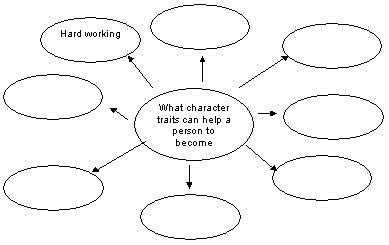 Hard working
What character
traits can help a
person to
become